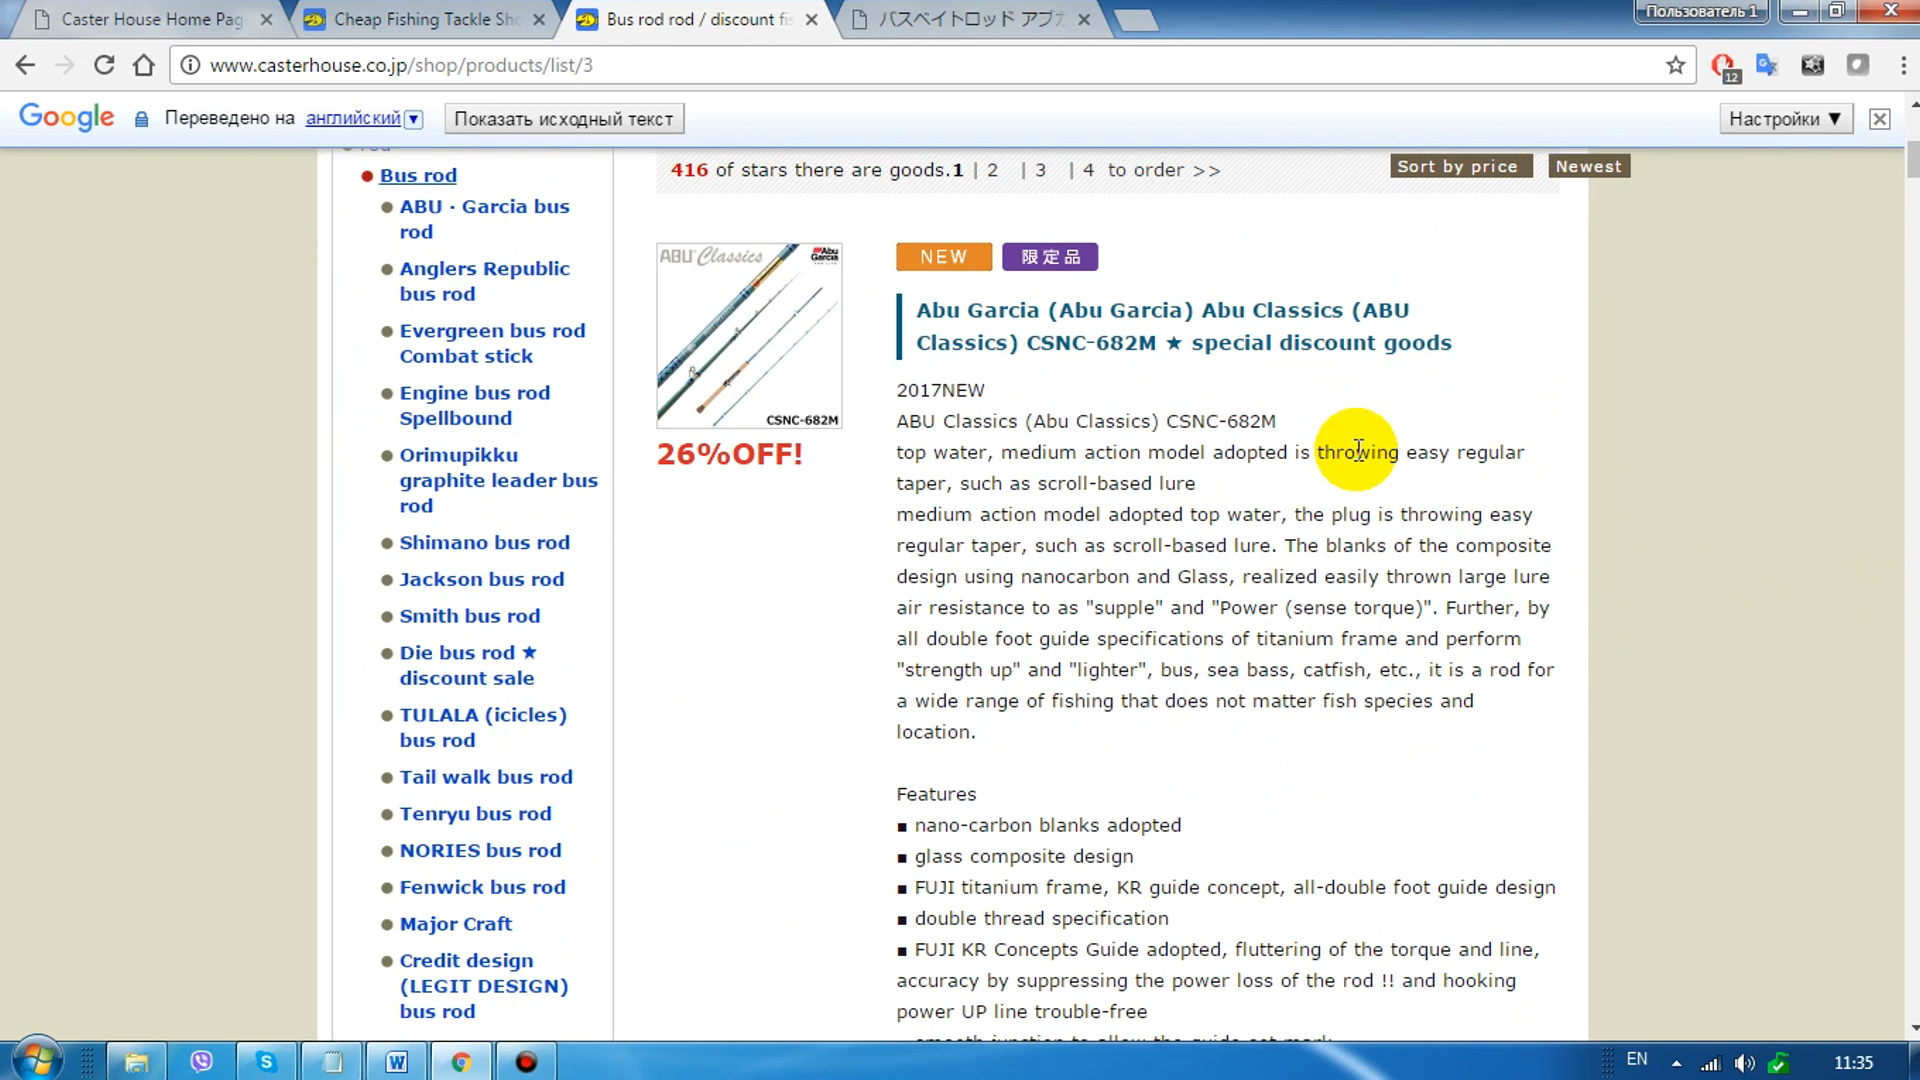 Caster House Home Pag
Cheap Fishing Tackle Sho
Bus rod rod / discount fi
バスベイトロッド アブガ
Пользователь 1
www.casterhouse.co.jp/shop/products/list/3
12
Google Переведено на английский Показать исходный текст Настройки ▼
Bus rod
ABU · Garcia bus
rod
Anglers Republic
bus rod
Evergreen bus rod
Combat stick
Engine bus rod
Spellbound
Orimupikku
graphite leader bus
rod
Shimano bus rod
Jackson bus rod
Smith bus rod
Die bus rod ★
discount sale
TULALA (icicles)
bus rod
Tail walk bus rod
Tenryu bus rod
NORIES bus rod
Fenwick bus rod
Major Craft
Credit design
(LEGIT DESIGN)
bus rod
416 of stars there are goods.1 | 2 | 3 | 4 to order >>
Sort by price
Newest
ABU Classics
Abu Garcia
CSNC-682M
26%OFF!
NEW 限定品
Abu Garcia (Abu Garcia) Abu Classics (ABU
Classics) CSNC-682M ★ special discount goods
2017NEW
ABU Classics (Abu Classics) CSNC-682M
top water, medium action model adopted is throwing easy regular
taper, such as scroll-based lure
medium action model adopted top water, the plug is throwing easy
regular taper, such as scroll-based lure. The blanks of the composite
design using nanocarbon and Glass, realized easily thrown large lure
air resistance to as "supple" and "Power (sense torque)". Further, by
all double foot guide specifications of titanium frame and perform
"strength up" and "lighter", bus, sea bass, catfish, etc., it is a rod for
a wide range of fishing that does not matter fish species and
location.
Features
■ nano-carbon blanks adopted
■ glass composite design
■ FUJI titanium frame, KR guide concept, all-double foot guide design
■ double thread specification
■ FUJI KR Concepts Guide adopted, fluttering of the torque and line,
accuracy by suppressing the power loss of the rod !! and hooking
power UP line trouble-free
EN 11:35